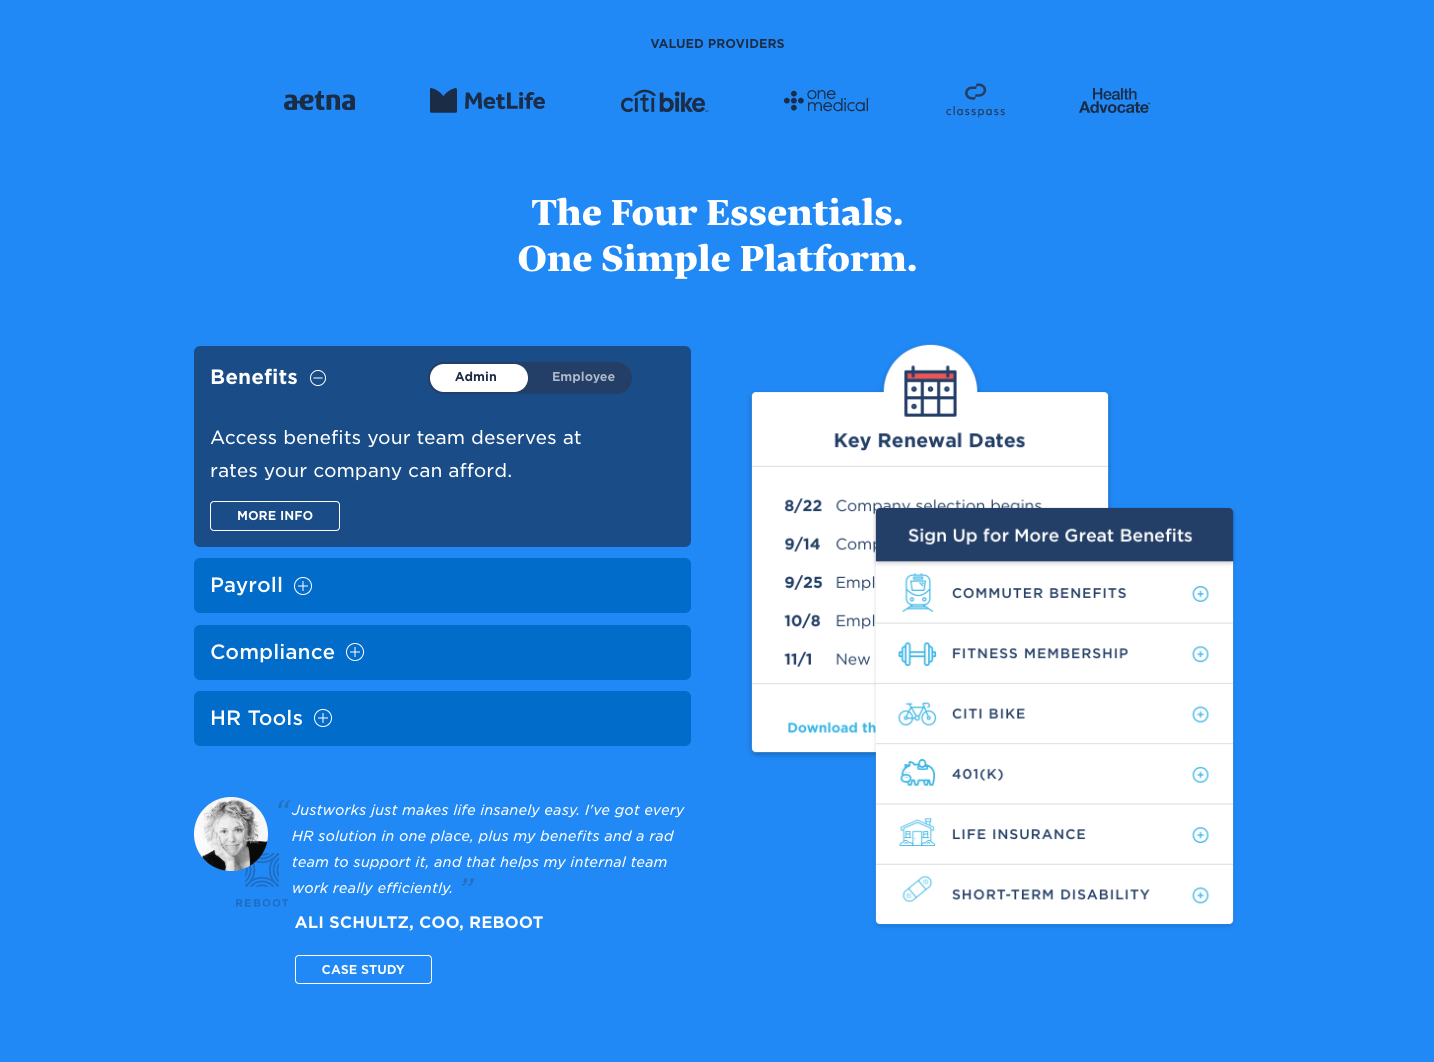 VALUED PROVIDERS
aetna
MetLife
citi bike
one
medical
classpass
Health
Advocate
The Four Essentials.
One Simple Platform.
Benefits
Admin
Employee
Access benefits your team deserves at
rates your company can afford.
MORE INFO
Payroll
Compliance
HR Tools
“ Justworks just makes life insanely easy. I've got every
HR solution in one place, plus my benefits and a rad
team to support it, and that helps my internal team
work really efficiently. ”
REBOOT
ALI SCHULTZ, COO, REBOOT
CASE STUDY
Key Renewal Dates
8/22 Company selection begins
9/14 Comp
9/25 Empl
10/8 Empl
11/1 New
Download th
Sign Up for More Great Benefits
COMMUTER BENEFITS
FITNESS MEMBERSHIP
CITI BIKE
401(K)
LIFE INSURANCE
SHORT-TERM DISABILITY